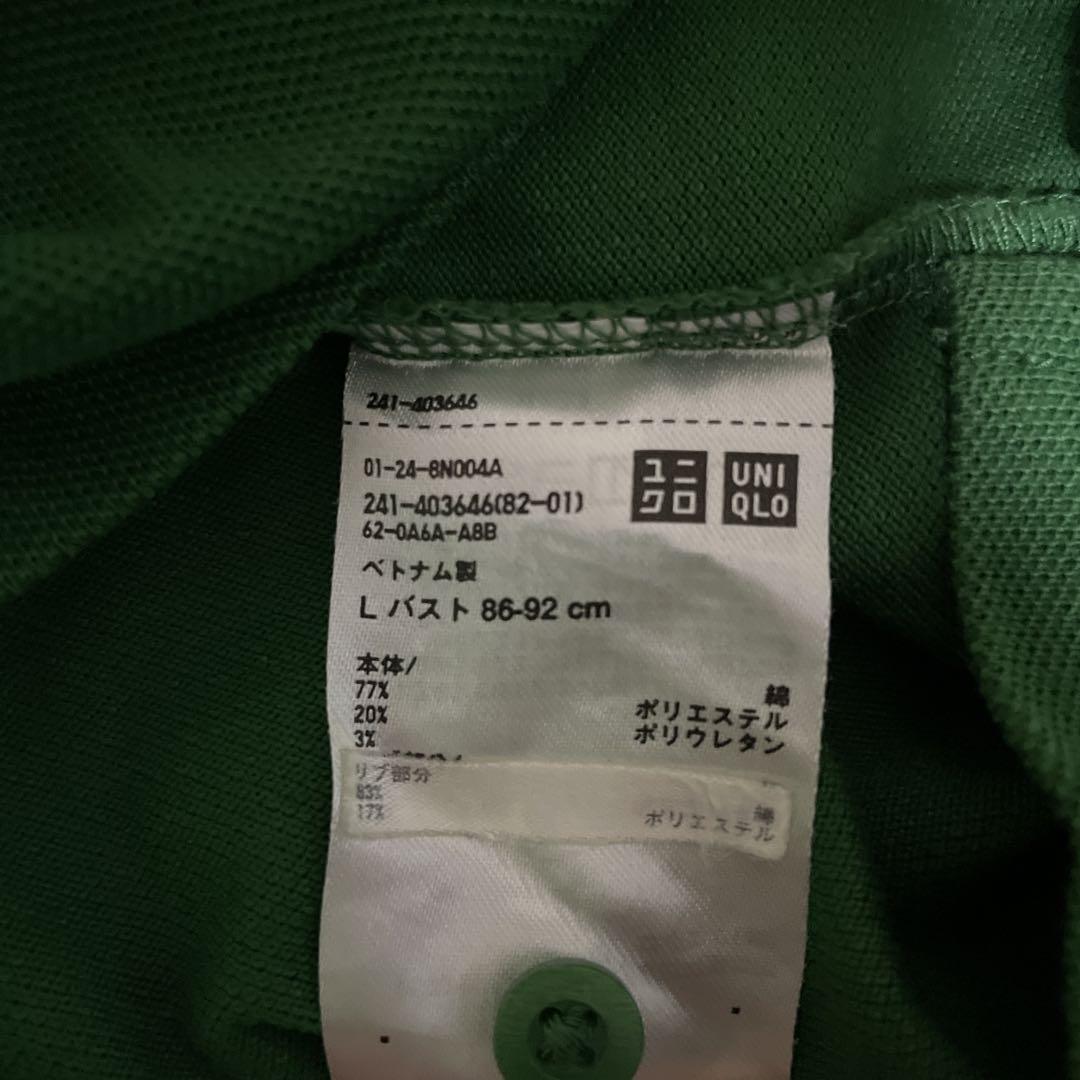 241-403646
01-24-8N004A
241-403646(82-01)
62-0A6A-A8B
ユニ
クロ
UNI
QLO
ベトナム製
L バスト 86-92 cm
本体/
77% 綿
20% ポリエステル
3% ポリウレタン
リブ部分
83% 綿
17% ポリエステル